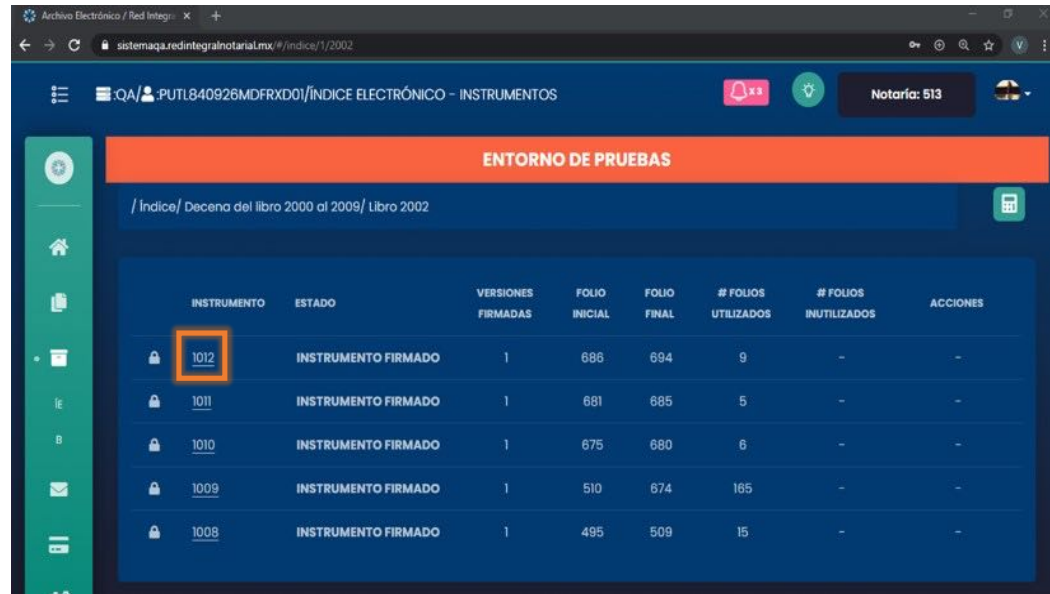 Archivo Electrónico / Red Integr
sistemaqa.redintegralnotarial.mx/#/indice/1/2002
V
:QA/ :PUTL840926MDFRXD01/ÍNDICE ELECTRÓNICO - INSTRUMENTOS
X3
Notaría: 513
ENTORNO DE PRUEBAS
/ Índice/ Decena del libro 2000 al 2009/ Libro 2002
INSTRUMENTO ESTADO VERSIONES FIRMADAS FOLIO INICIAL FOLIO FINAL # FOLIOS UTILIZADOS # FOLIOS INUTILIZADOS ACCIONES
1012 INSTRUMENTO FIRMADO 1 686 694 9 - -
1011 INSTRUMENTO FIRMADO 1 681 685 5 - -
1010 INSTRUMENTO FIRMADO 1 675 680 6 - -
1009 INSTRUMENTO FIRMADO 1 510 674 165 - -
1008 INSTRUMENTO FIRMADO 1 495 509 15 - -
ÍE
B